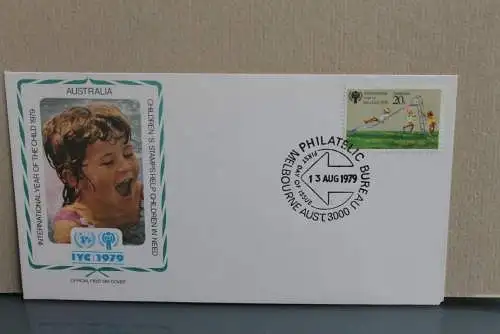 AUSTRALIA
INTERNATIONAL YEAR OF THE CHILD 1979
CHILDREN'S STAMPS HELP CHILDREN IN NEED
IYC 1979
OFFICIAL FIRST DAY COVER
20c
PHILATELIC BUREAU
FIRST DAY OF ISSUE
13 AUG 1979
MELBOURNE AUST. 3000